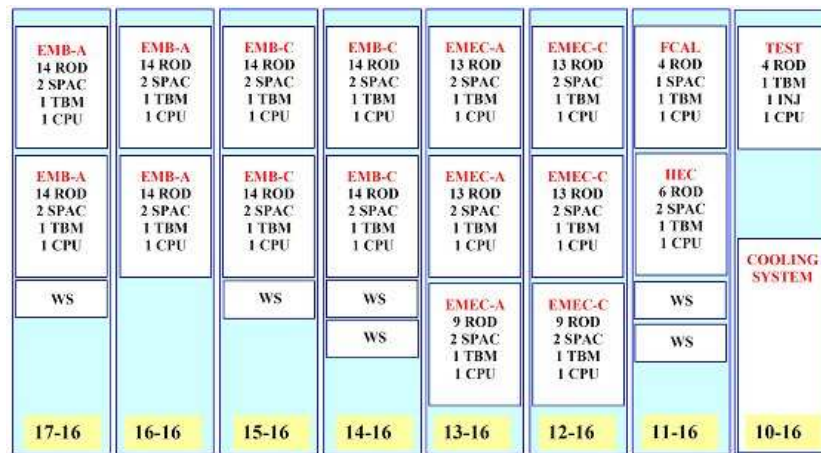 EMB-A
14 ROD
2 SPAC
1 TBM
1 CPU
EMB-A
14 ROD
2 SPAC
1 TBM
1 CPU
WS
17-16
EMB-A
14 ROD
2 SPAC
1 TBM
1 CPU
EMB-A
14 ROD
2 SPAC
1 TBM
1 CPU
16-16
EMB-C
14 ROD
2 SPAC
1 TBM
1 CPU
EMB-C
14 ROD
2 SPAC
1 TBM
1 CPU
WS
15-16
EMB-C
14 ROD
2 SPAC
1 TBM
1 CPU
EMB-C
14 ROD
2 SPAC
1 TBM
1 CPU
WS
WS
14-16
EMEC-A
13 ROD
2 SPAC
1 TBM
1 CPU
EMEC-A
13 ROD
2 SPAC
1 TBM
1 CPU
EMEC-A
9 ROD
2 SPAC
1 TBM
1 CPU
13-16
EMEC-C
13 ROD
2 SPAC
1 TBM
1 CPU
EMEC-C
13 ROD
2 SPAC
1 TBM
1 CPU
EMEC-C
9 ROD
2 SPAC
1 TBM
1 CPU
12-16
FCAL
4 ROD
1 SPAC
1 TBM
1 CPU
HEC
6 ROD
2 SPAC
1 TBM
1 CPU
WS
WS
11-16
TEST
4 ROD
1 TBM
1 INJ
1 CPU
COOLING
SYSTEM
10-16